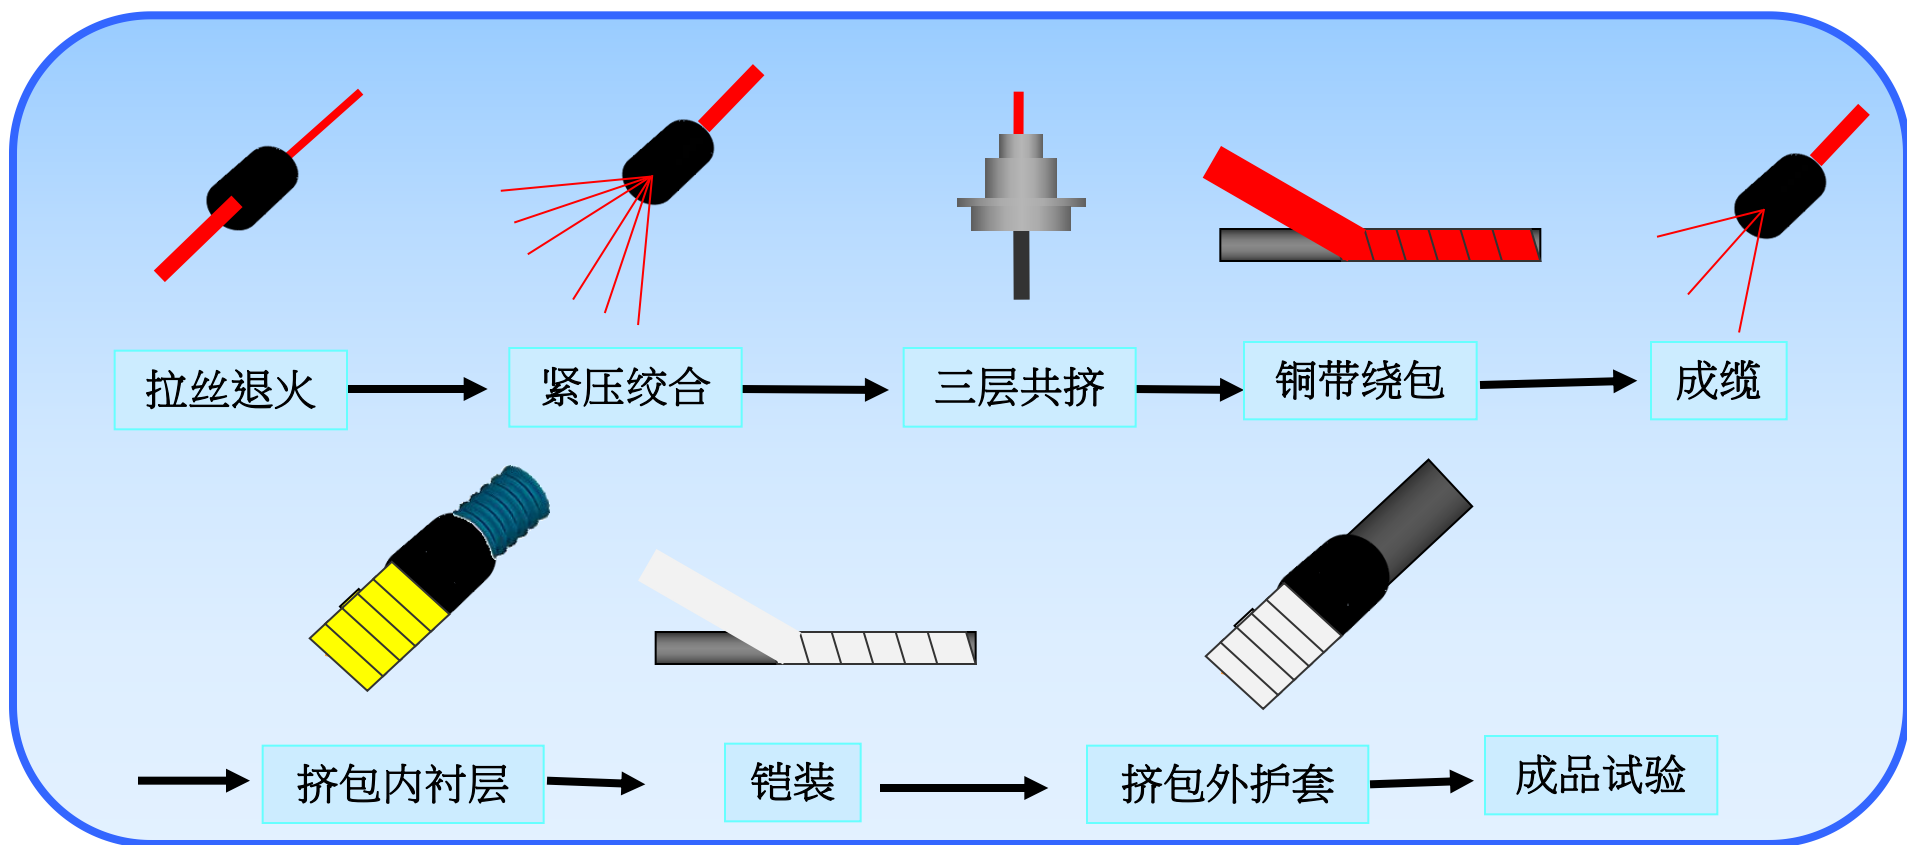 拉丝退火
紧压绞合
三层共挤
铜带绕包
成缆
挤包内衬层
铠装
挤包外护套
成品试验